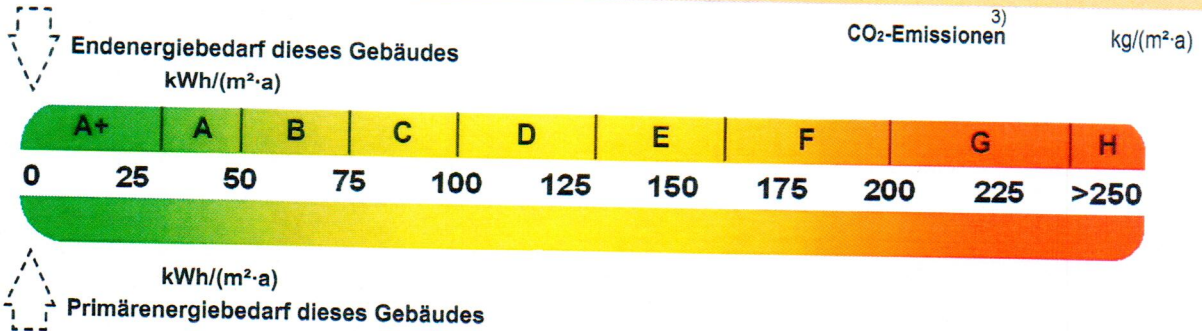 3)
CO₂-Emissionen kg/(m²·a)
Endenergiebedarf dieses Gebäudes
kWh/(m²·a)
A+ A B C D E F G H
0 25 50 75 100 125 150 175 200 225 >250
kWh/(m²·a)
Primärenergiebedarf dieses Gebäudes